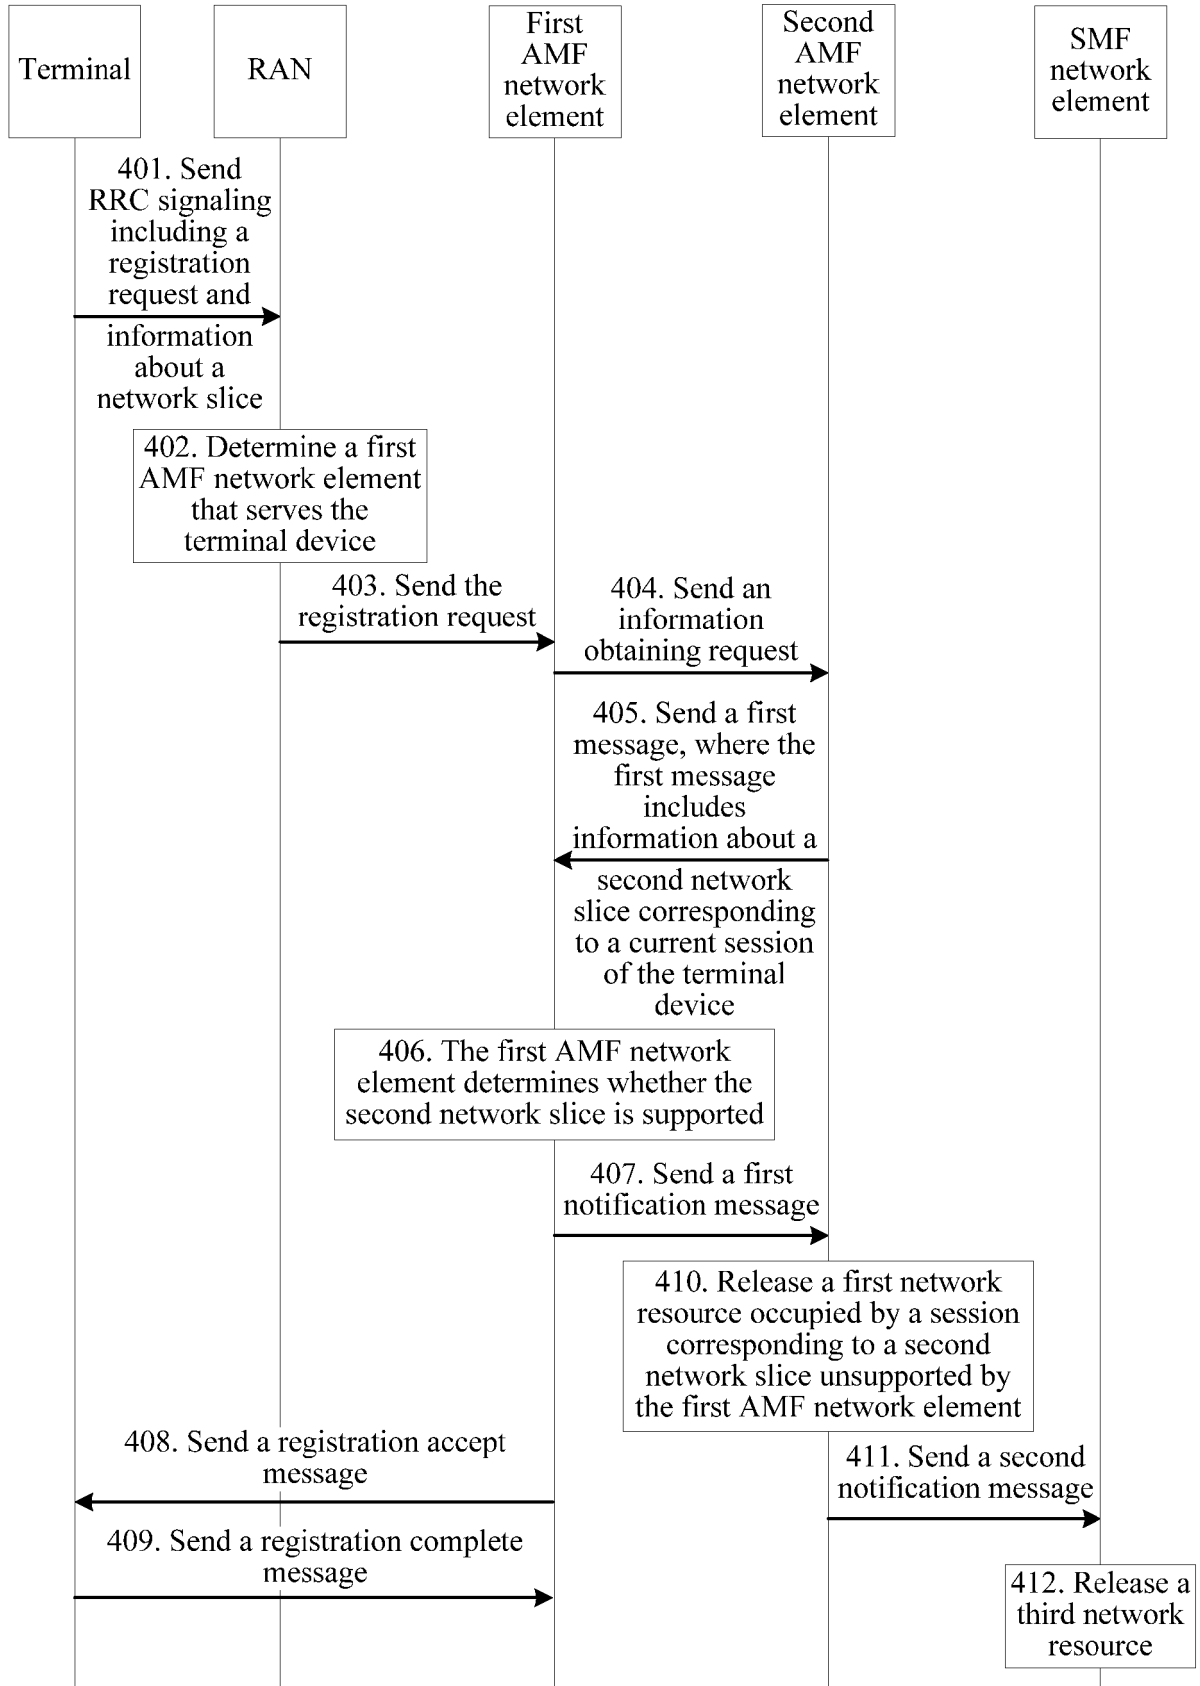 Terminal
RAN
First
AMF
network
element
Second
AMF
network
element
SMF
network
element
401. Send
RRC signaling
including a
registration
request and
information
about a
network slice
402. Determine a first
AMF network element
that serves the
terminal device
403. Send the
registration request
404. Send an
information
obtaining request
405. Send a first
message, where the
first message
includes
information about a
second network
slice corresponding
to a current session
of the terminal
device
406. The first AMF network
element determines whether the
second network slice is supported
407. Send a first
notification message
410. Release a first network
resource occupied by a session
corresponding to a second
network slice unsupported by
the first AMF network element
408. Send a registration accept
message
411. Send a second
notification message
409. Send a registration complete
message
412. Release a
third network
resource